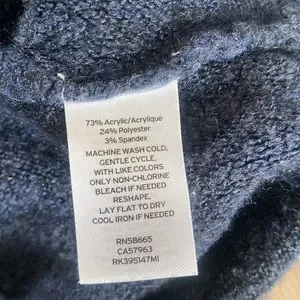 73% Acrylic/Acrylique
24% Polyester
3% Spandex
MACHINE WASH COLD,
GENTLE CYCLE,
WITH LIKE COLORS
ONLY NON-CHLORINE
BLEACH IF NEEDED
RESHAPE,
LAY FLAT TO DRY
COOL IRON IF NEEDED
RN58665
CA57963
RK395147MI